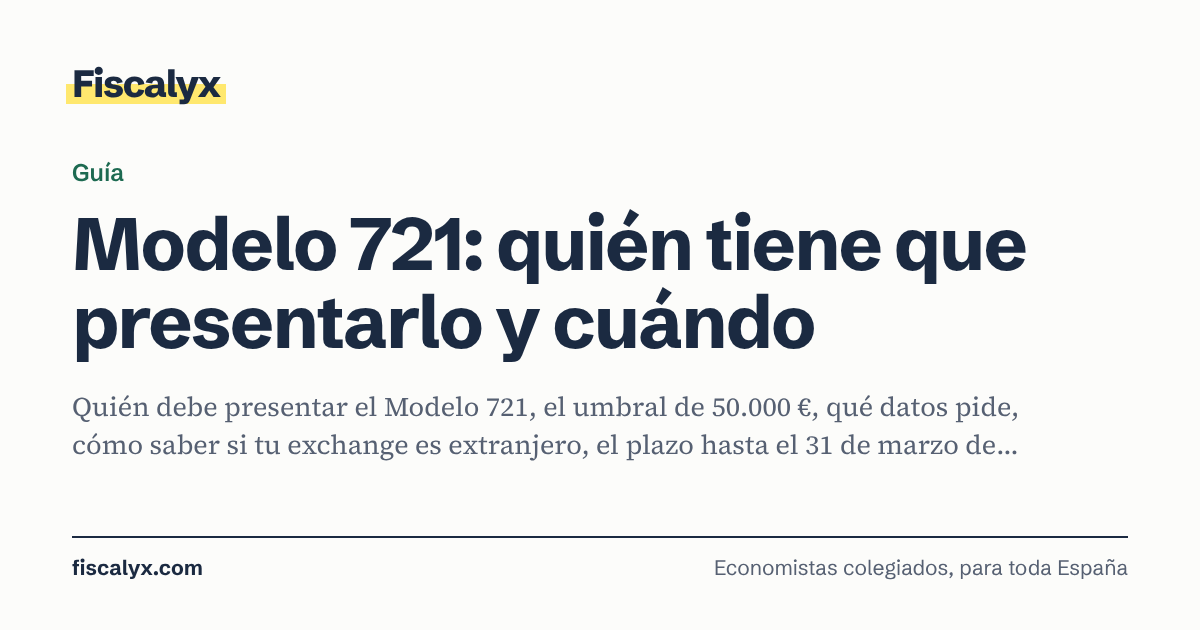 Fiscalyx
Guía
Modelo 721: quién tiene que
presentarlo y cuándo
Quién debe presentar el Modelo 721, el umbral de 50.000 €, qué datos pide,
cómo saber si tu exchange es extranjero, el plazo hasta el 31 de marzo de...
fiscalyx.com
Economistas colegiados, para toda España